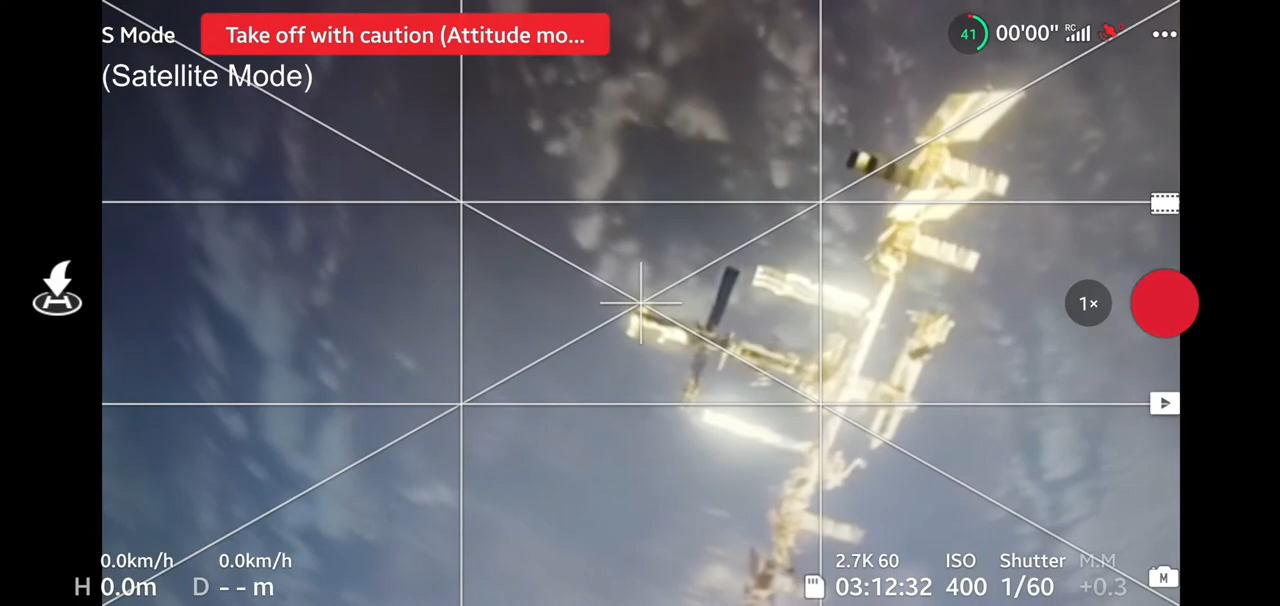 S Mode
Take off with caution (Attitude mo...
41
00'00"
RC
(Satellite Mode)
1×
0.0km/h
0.0km/h
H 0.0m
D - - m
2.7K 60
03:12:32
ISO
400
Shutter
1/60
M.M
+0.3
M